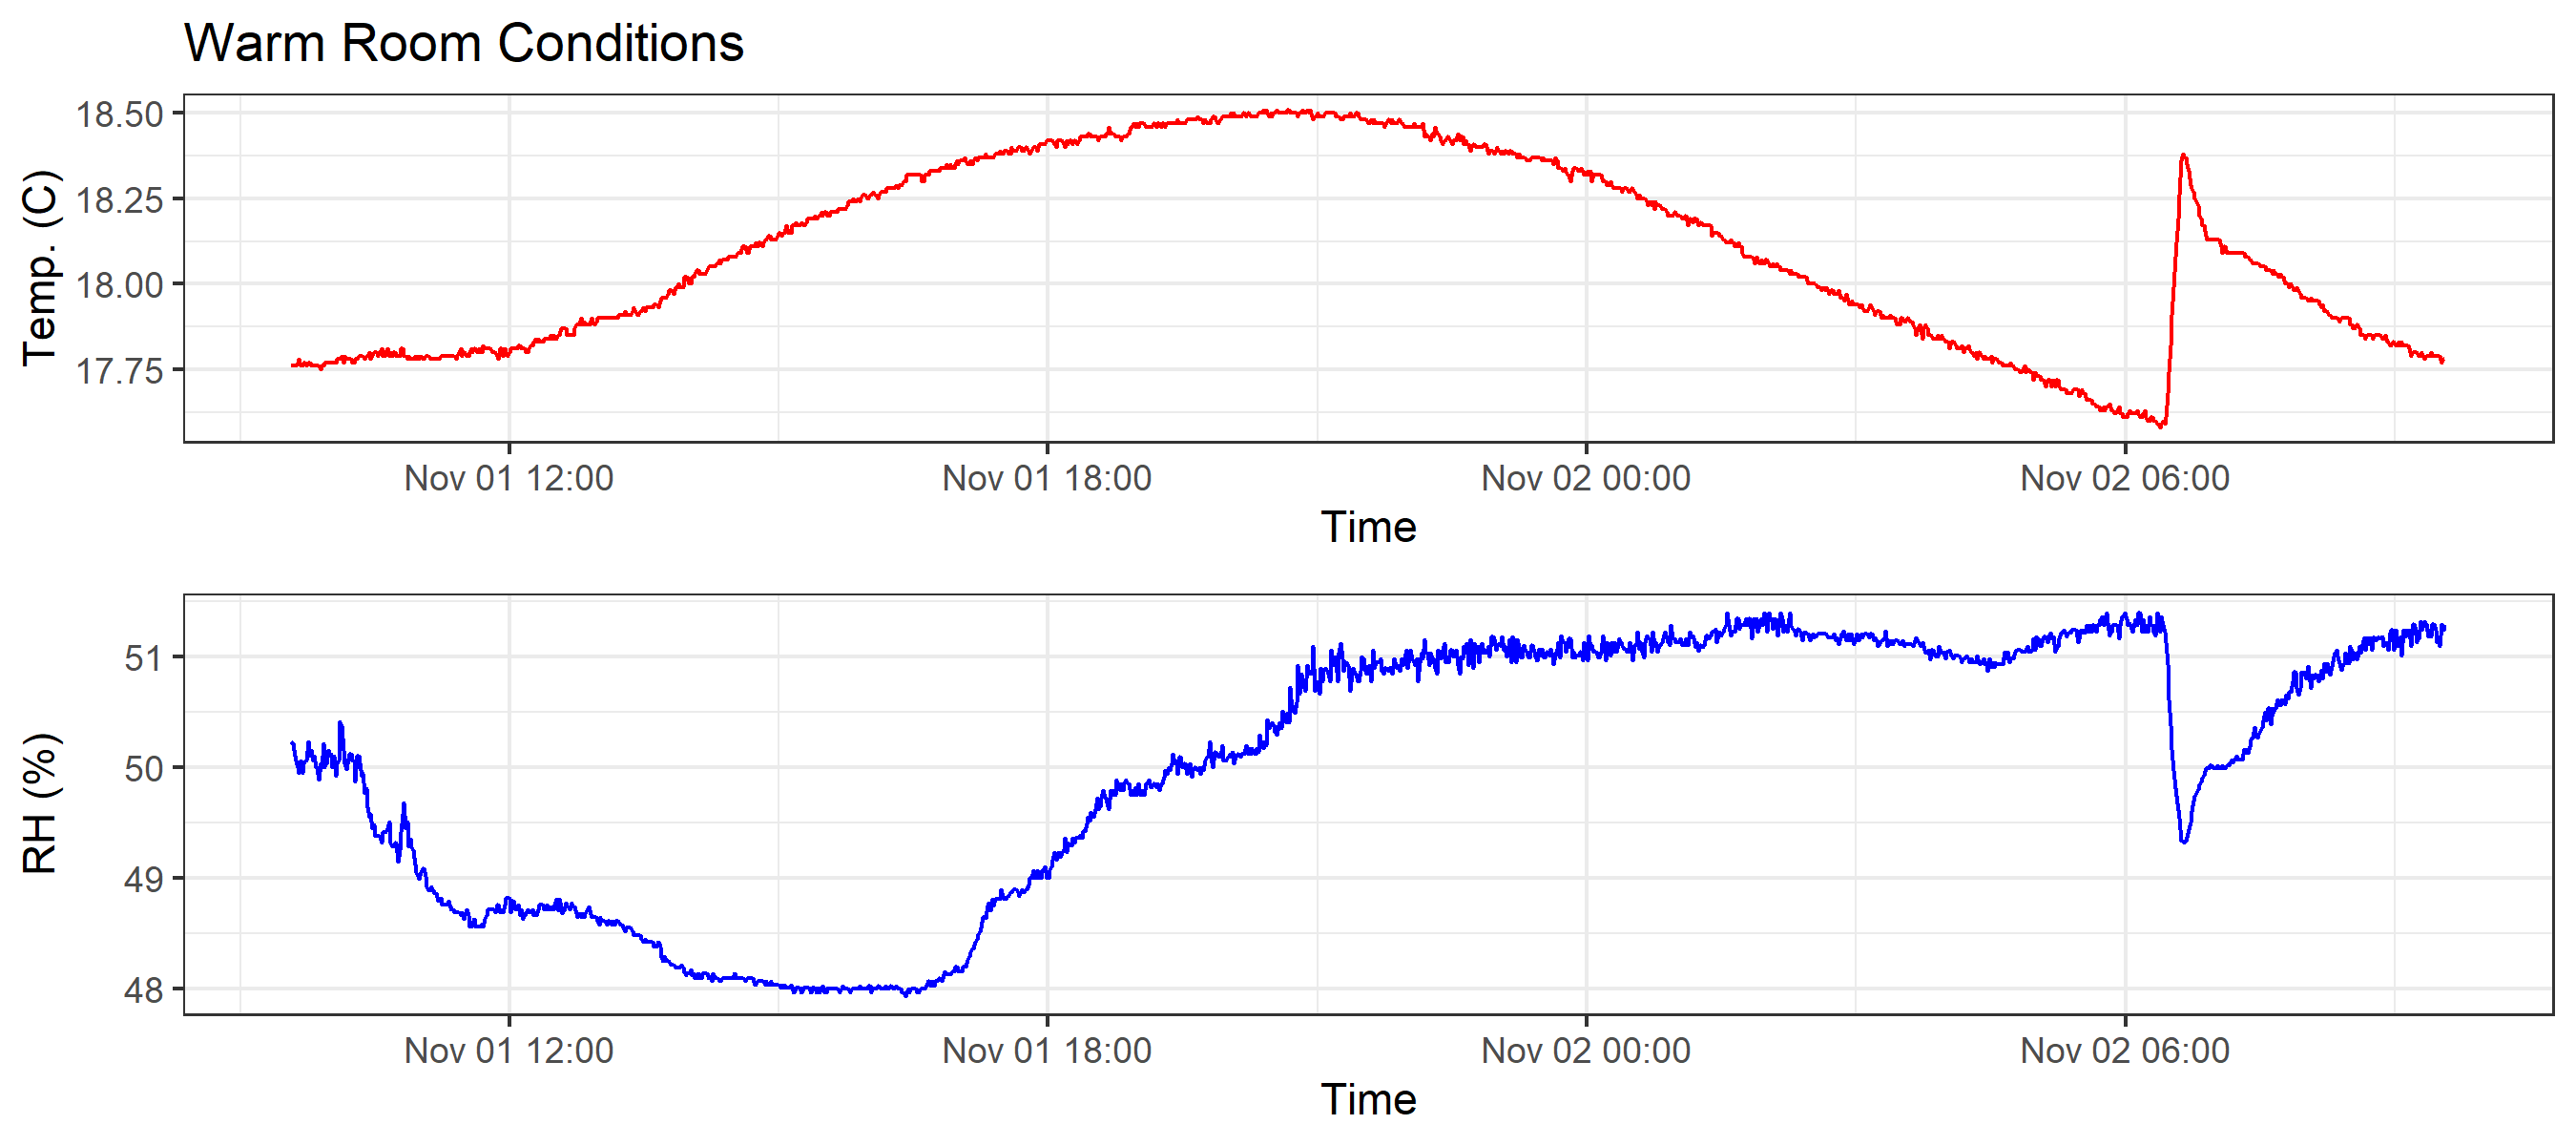 Warm Room Conditions
Temp. (C)
18.50
18.25
18.00
17.75
Nov 01 12:00 Nov 01 18:00 Nov 02 00:00 Nov 02 06:00
Time
RH (%)
51
50
49
48
Nov 01 12:00 Nov 01 18:00 Nov 02 00:00 Nov 02 06:00
Time